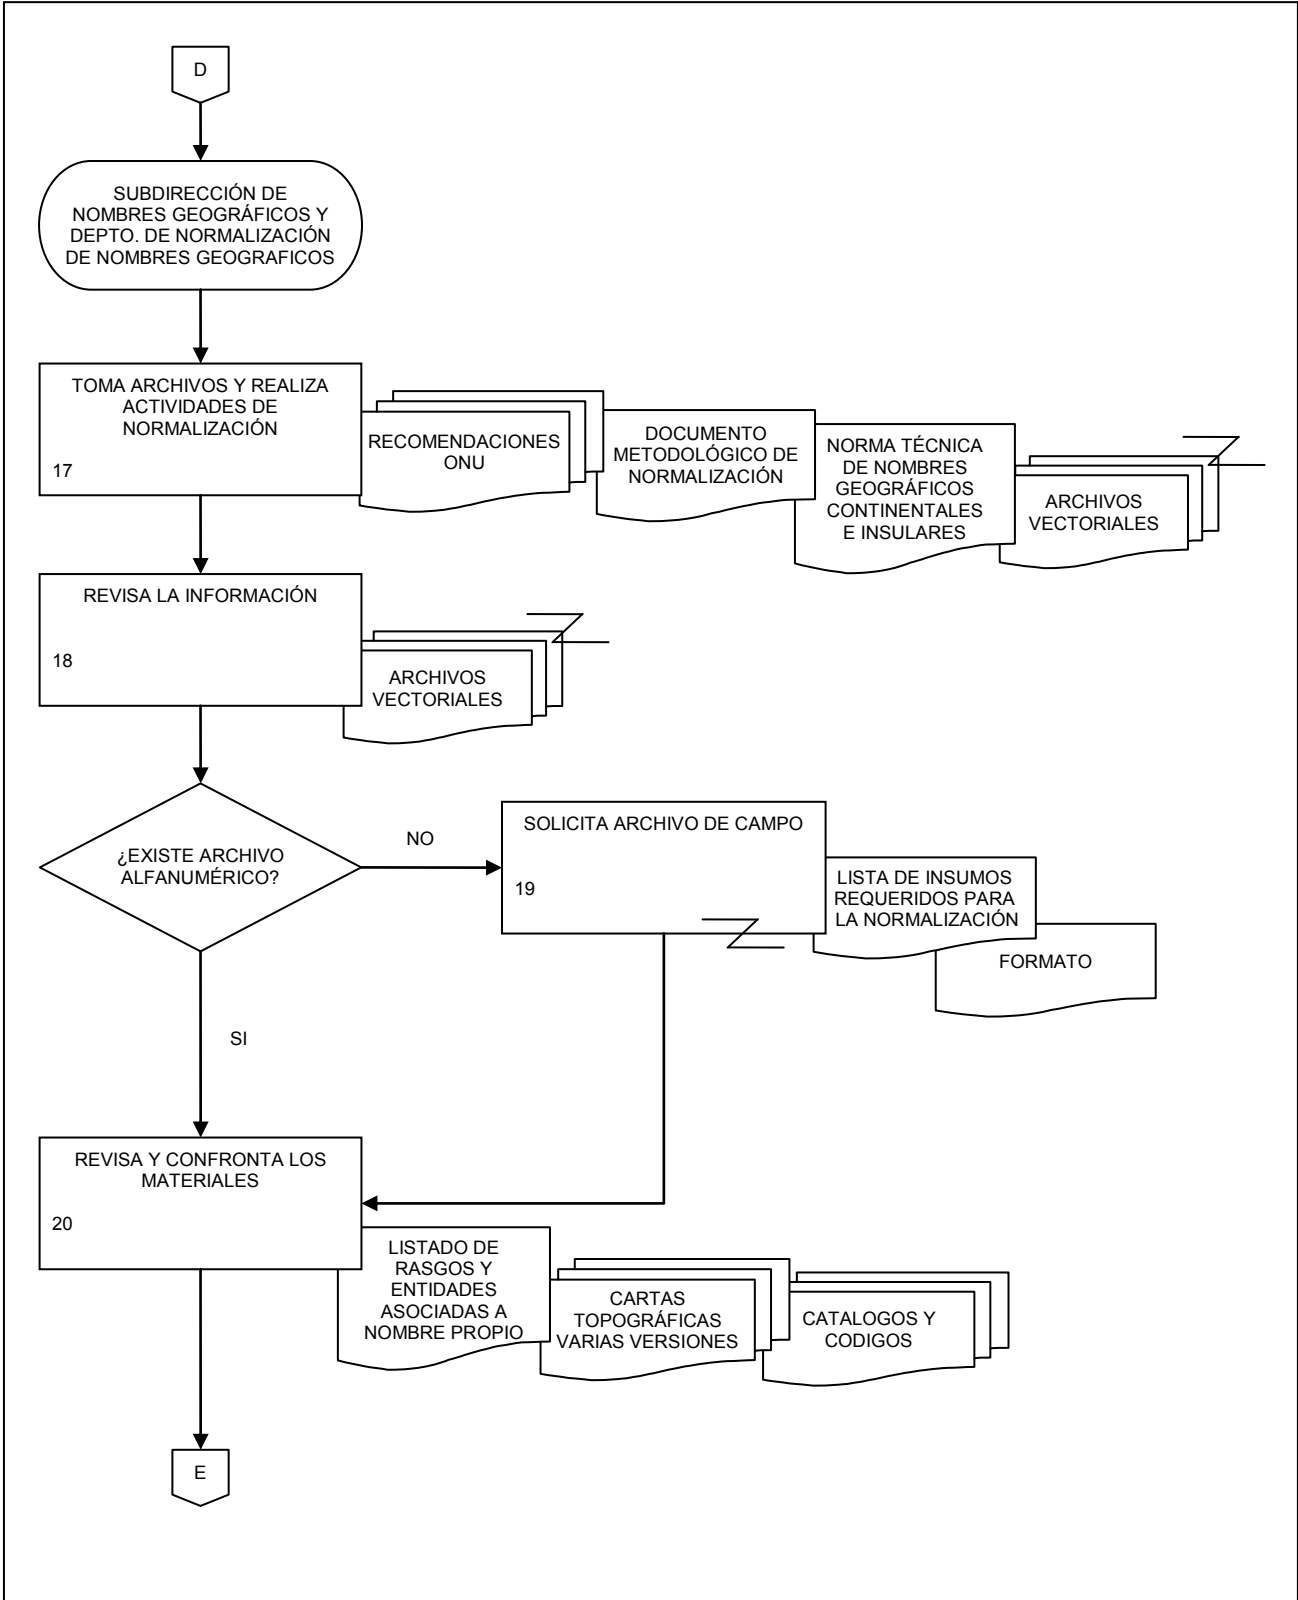 D
SUBDIRECCIÓN DE
NOMBRES GEOGRÁFICOS Y
DEPTO. DE NORMALIZACIÓN
DE NOMBRES GEOGRAFICOS
TOMA ARCHIVOS Y REALIZA
ACTIVIDADES DE
NORMALIZACIÓN
17
RECOMENDACIONES
ONU
DOCUMENTO
METODOLÓGICO DE
NORMALIZACIÓN
NORMA TÉCNICA
DE NOMBRES
GEOGRÁFICOS
CONTINENTALES
E INSULARES
ARCHIVOS
VECTORIALES
REVISA LA INFORMACIÓN
18
ARCHIVOS
VECTORIALES
¿EXISTE ARCHIVO
ALFANUMÉRICO?
NO
SOLICITA ARCHIVO DE CAMPO
19
LISTA DE INSUMOS
REQUERIDOS PARA
LA NORMALIZACIÓN
FORMATO
SI
REVISA Y CONFRONTA LOS
MATERIALES
20
LISTADO DE
RASGOS Y
ENTIDADES
ASOCIADAS A
NOMBRE PROPIO
CARTAS
TOPOGRÁFICAS
VARIAS VERSIONES
CATALOGOS Y
CODIGOS
E